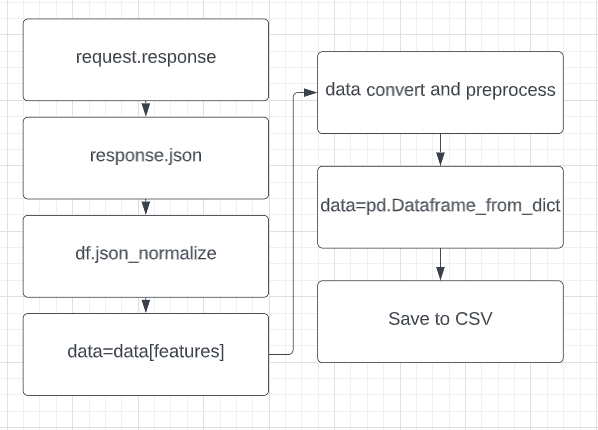 request.response
response.json
df.json_normalize
data=data[features]
data convert and preprocess
data=pd.Dataframe_from_dict
Save to CSV